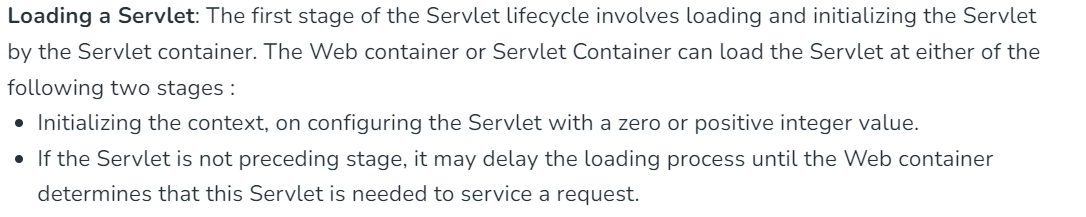 Loading a Servlet: The first stage of the Servlet lifecycle involves loading and initializing the Servlet
by the Servlet container. The Web container or Servlet Container can load the Servlet at either of the
following two stages :
• Initializing the context, on configuring the Servlet with a zero or positive integer value.
• If the Servlet is not preceding stage, it may delay the loading process until the Web container
determines that this Servlet is needed to service a request.